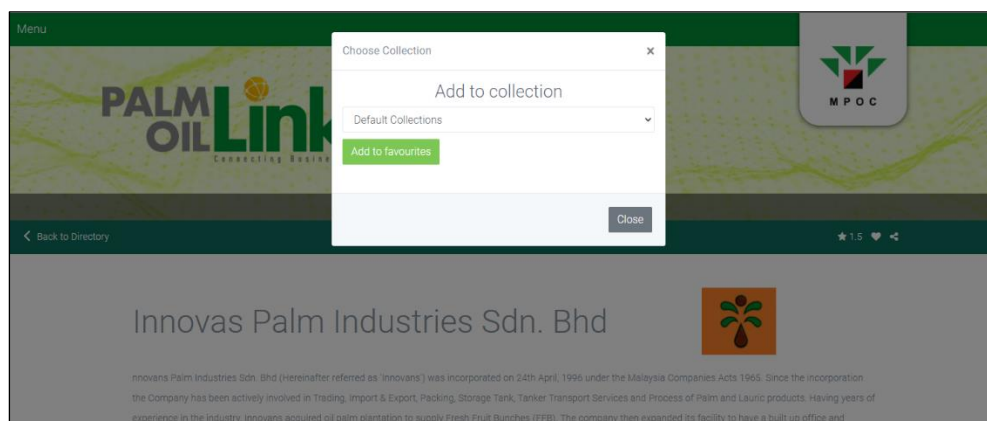 Menu
Choose Collection ×
Add to collection
Default Collections
Add to favourites
Close
PALM
OIL Link
Connecting Busine
MPOC
Back to Directory
1.5
Innovas Palm Industries Sdn. Bhd
nnovans Palm Industries Sdn. Bhd (Hereinafter referred as 'Innovans') was incorporated on 24th April, 1996 under the Malaysia Companies Acts 1965. Since the incorporation
the Company has been actively involved in Trading, Import & Export, Packing, Storage Tank, Tanker Transport Services and Process of Palm and Lauric products. Having years of
experience in the industry, Innovans acquired oil palm plantation to supply Fresh Fruit Bunches (FFB). The company then expanded its facility to have a built up office and